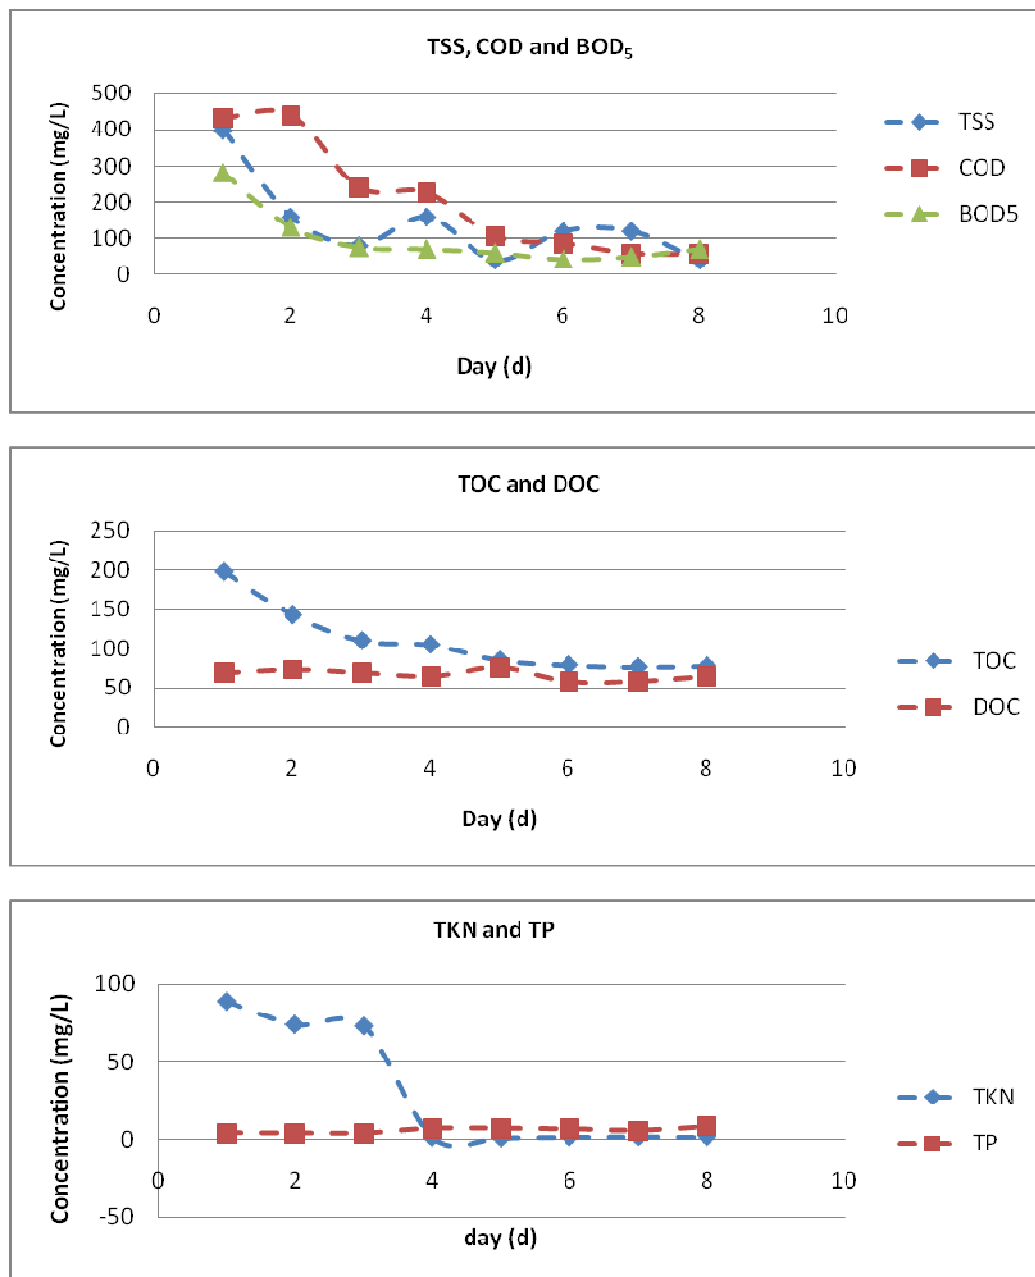 TSS, COD and BOD₅
Concentration (mg/L)
500
400
300
200
100
0
0 2 4 6 8 10
Day (d)
TSS
COD
BOD5
TOC and DOC
Concentration (mg/L)
250
200
150
100
50
0
0 2 4 6 8 10
Day (d)
TOC
DOC
TKN and TP
Concentration (mg/L)
100
50
0
-50
0 2 4 6 8 10
day (d)
TKN
TP